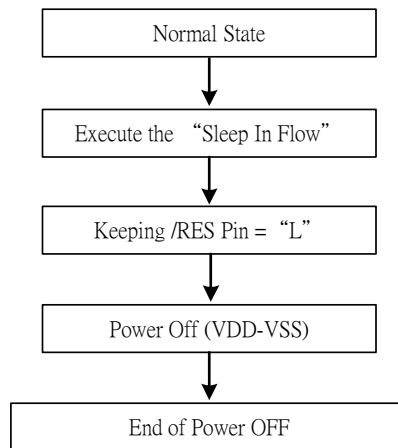 Normal State
Execute the “Sleep In Flow”
Keeping /RES Pin = “L”
Power Off (VDD-VSS)
End of Power OFF